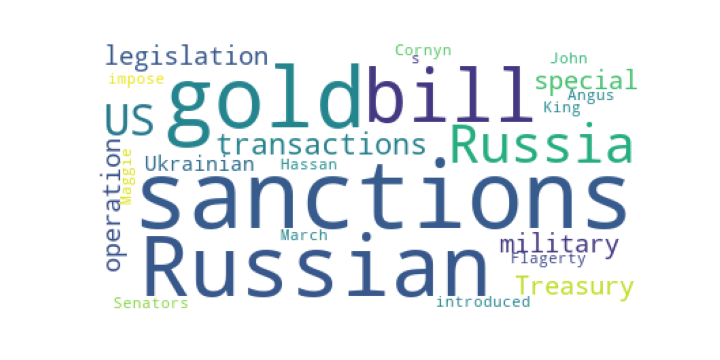 Cornyn
legislation
s
John
impose
gold
bill
special
Angus
US
King
transactions
Russia
Ukrainian
Hassan
operation
Maggie
sanctions
March
Russian
military
Flagerty
Treasury
Senators
introduced